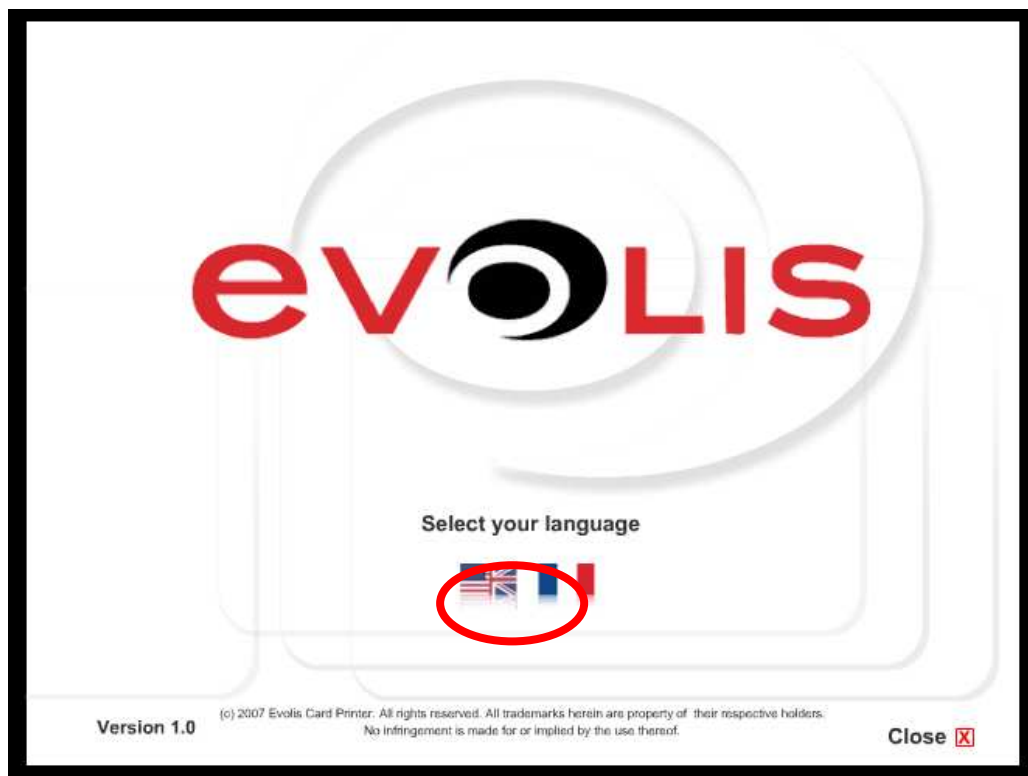 evolis
Select your language
Version 1.0
(c) 2007 Evolis Card Printer. All rights reserved. All trademarks herein are property of their respective holders.
No infringement is made for or implied by the use thereof.
Close X